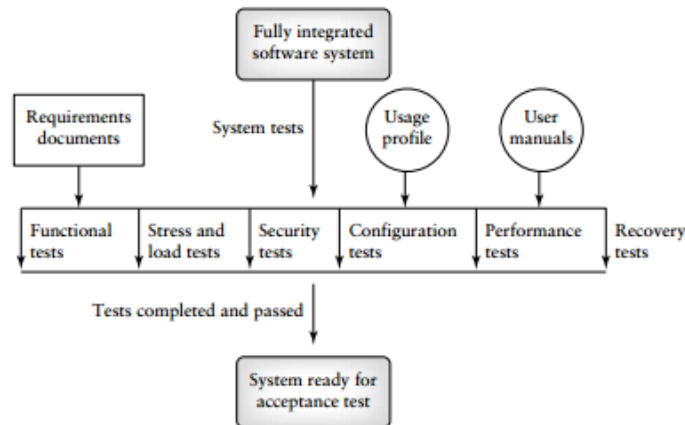 Fully integrated
software system
Requirements
documents
System tests
Usage
profile
User
manuals
Functional
tests
Stress and
load tests
Security
tests
Configuration
tests
Performance
tests
Recovery
tests
Tests completed and passed
System ready for
acceptance test